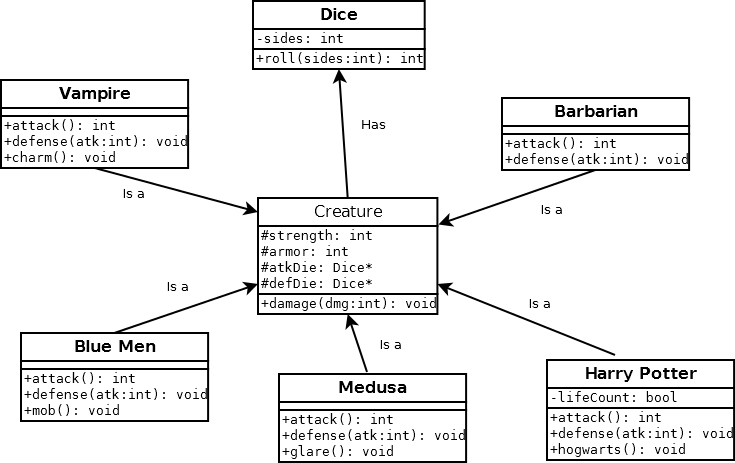 Dice
-sides: int
+roll(sides:int): int
Vampire
+attack(): int
+defense(atk:int): void
+charm(): void
Has
Barbarian
+attack(): int
+defense(atk:int): void
Is a
Is a
Creature
#strength: int
#armor: int
#atkDie: Dice*
#defDie: Dice*
+damage(dmg:int): void
Is a
Is a
Is a
Blue Men
+attack(): int
+defense(atk:int): void
+mob(): void
Medusa
+attack(): int
+defense(atk:int): void
+glare(): void
Harry Potter
-lifeCount: bool
+attack(): int
+defense(atk:int): void
+hogwarts(): void